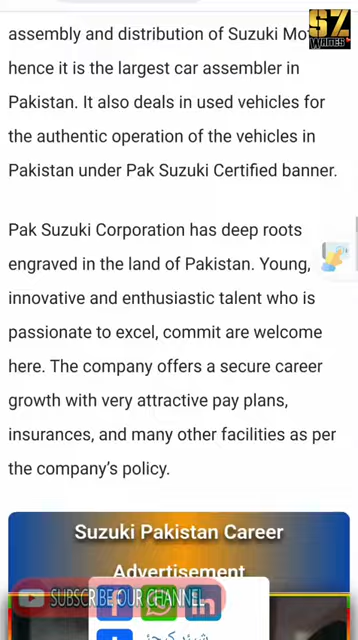 assembly and distribution of Suzuki Mo
SZ
WRITES
hence it is the largest car assembler in
Pakistan. It also deals in used vehicles for
the authentic operation of the vehicles in
Pakistan under Pak Suzuki Certified banner.
Pak Suzuki Corporation has deep roots
engraved in the land of Pakistan. Young,
innovative and enthusiastic talent who is
passionate to excel, commit are welcome
here. The company offers a secure career
growth with very attractive pay plans,
insurances, and many other facilities as per
the company's policy.
Suzuki Pakistan Career
Advertisement
SUBSCRIBE OUR CHANNEL
f
in